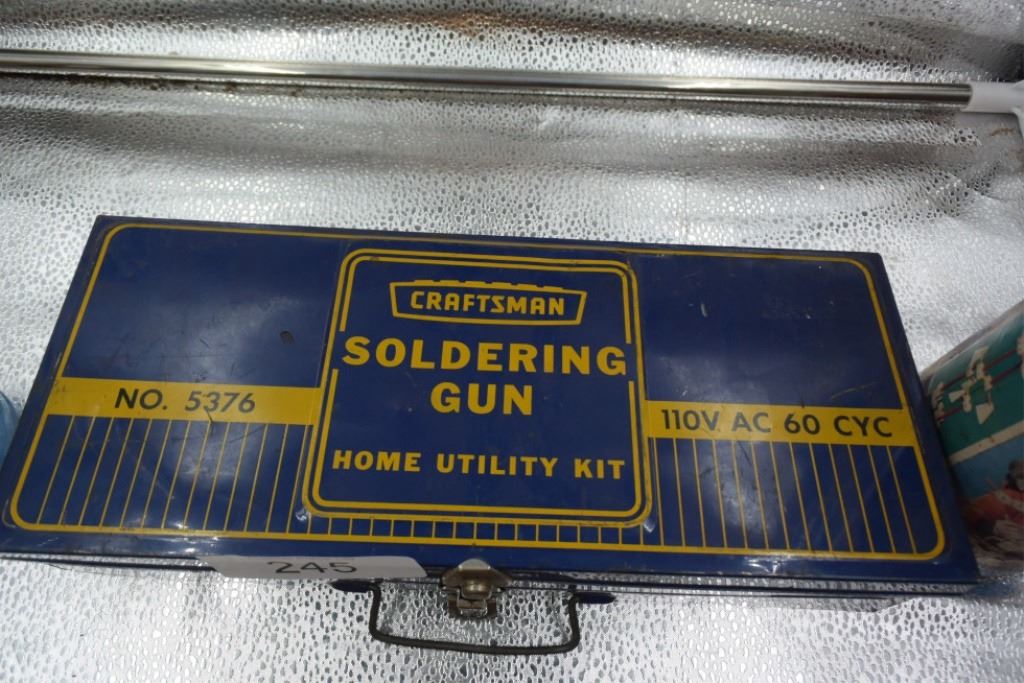 CRAFTSMAN
SOLDERING
GUN
HOME UTILITY KIT
NO. 5376
110V. AC 60 CYC
245